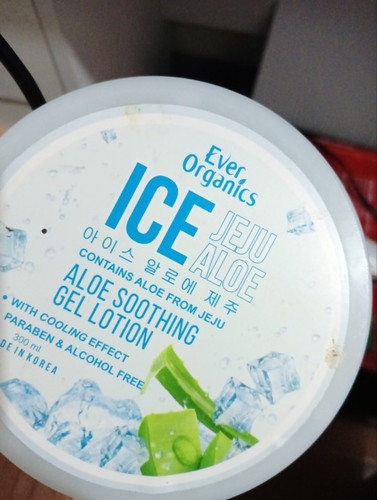 Ever
Organics
ICE
JEJU
ALOE
아이스 알로에 제주
CONTAINS ALOE FROM JEJU
ALOE SOOTHING
GEL LOTION
• WITH COOLING EFFECT
PARABEN & ALCOHOL FREE
300 ml
DE IN KOREA